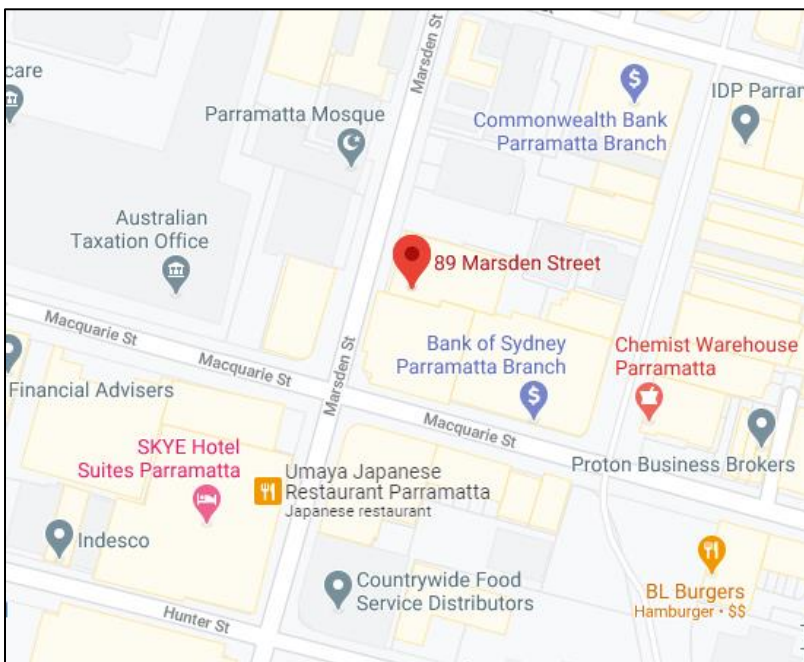 care
Marsden St
Parramatta Mosque
Commonwealth Bank
Parramatta Branch
IDP Parran
Australian
Taxation Office
89 Marsden Street
Macquarie St
Macquarie St
Marsden St
Bank of Sydney
Parramatta Branch
Chemist Warehouse
Parramatta
Financial Advisers
Macquarie St
SKYE Hotel
Suites Parramatta
Umaya Japanese
Restaurant Parramatta
Japanese restaurant
Proton Business Brokers
Indesco
Countrywide Food
Service Distributors
BL Burgers
Hamburger • $$
Hunter St